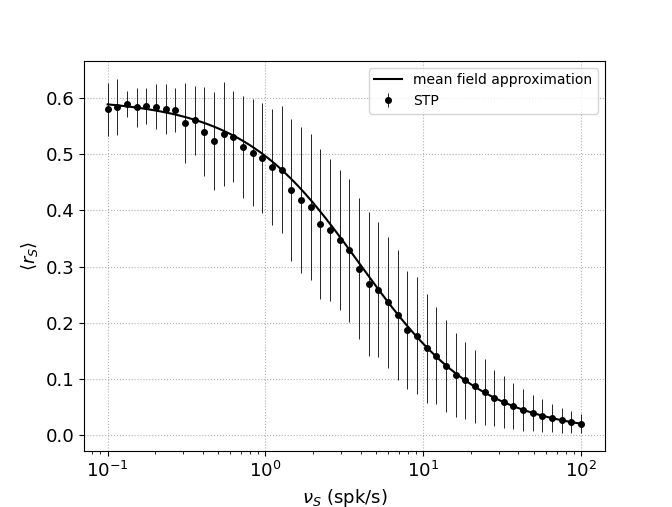 mean field approximation
STP
0.6
0.5
0.4
0.3
0.2
0.1
0.0
⟨r_S⟩
10⁻¹ 10⁰ 10¹ 10²
ν_S (spk/s)